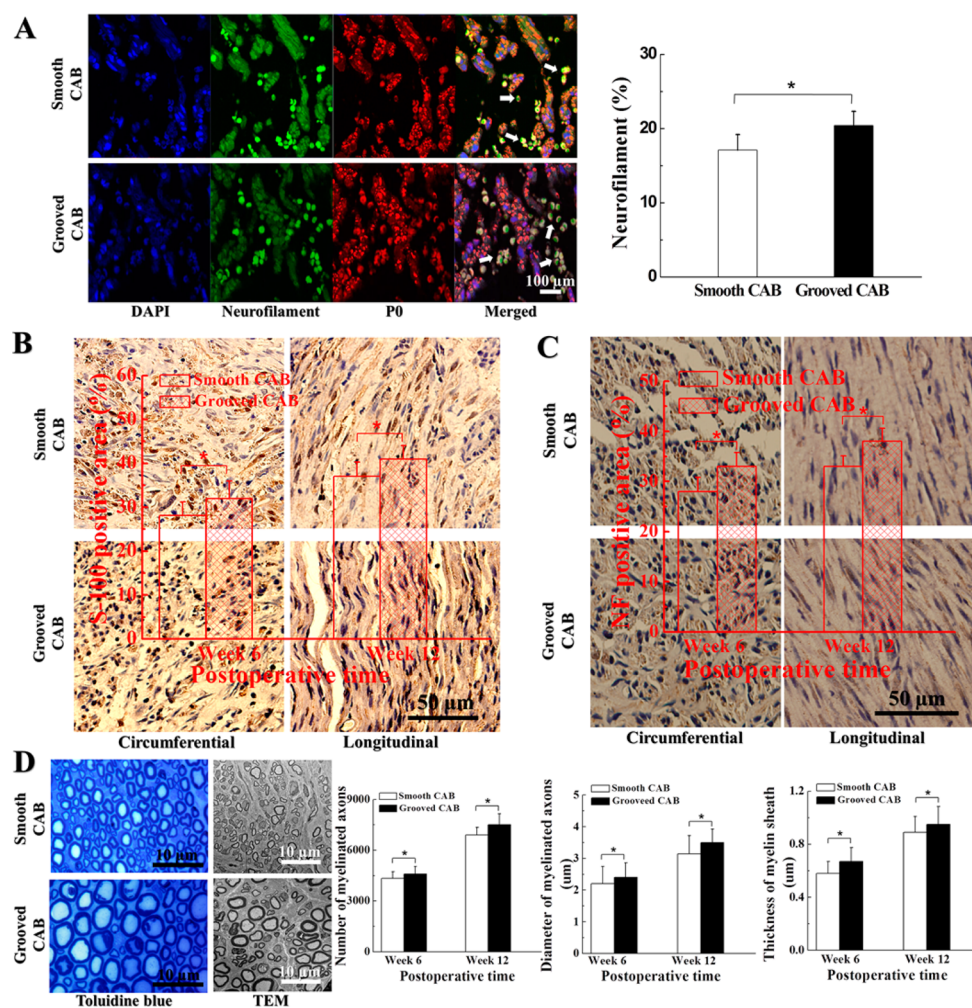 A
Smooth
CAB
Grooved
CAB
100 μm
DAPI
Neurofilament
P0
Merged
Neurofilament (%)
30
20
10
0
*
Smooth CAB
Grooved CAB
B
Smooth
CAB
Grooved
CAB
S-100 positive area (%)
60
50
40
30
20
10
0
Smooth CAB
Grooved CAB
*
*
Week 6
Week 12
Postoperative time
50 μm
Circumferential
Longitudinal
C
Smooth
CAB
Grooved
CAB
NF positive area (%)
50
40
30
20
10
0
Smooth CAB
Grooved CAB
*
*
Week 6
Week 12
Postoperative time
50 μm
Circumferential
Longitudinal
D
Smooth
CAB
Grooved
CAB
10 μm
10 μm
10 μm
10 μm
Toluidine blue
TEM
Number of myelinated axons
9000
6000
3000
0
Smooth CAB
Grooved CAB
*
*
Week 6
Week 12
Postoperative time
Diameter of myelinated axons
(um)
6
4
2
0
Smooth CAB
Grooveed CAB
*
*
Week 6
Week 12
Postoperative time
Thickness of myelin sheath
(um)
1.2
0.8
0.4
0.0
Smooth CAB
Grooved CAB
*
*
Week 6
Week 12
Postoperative time